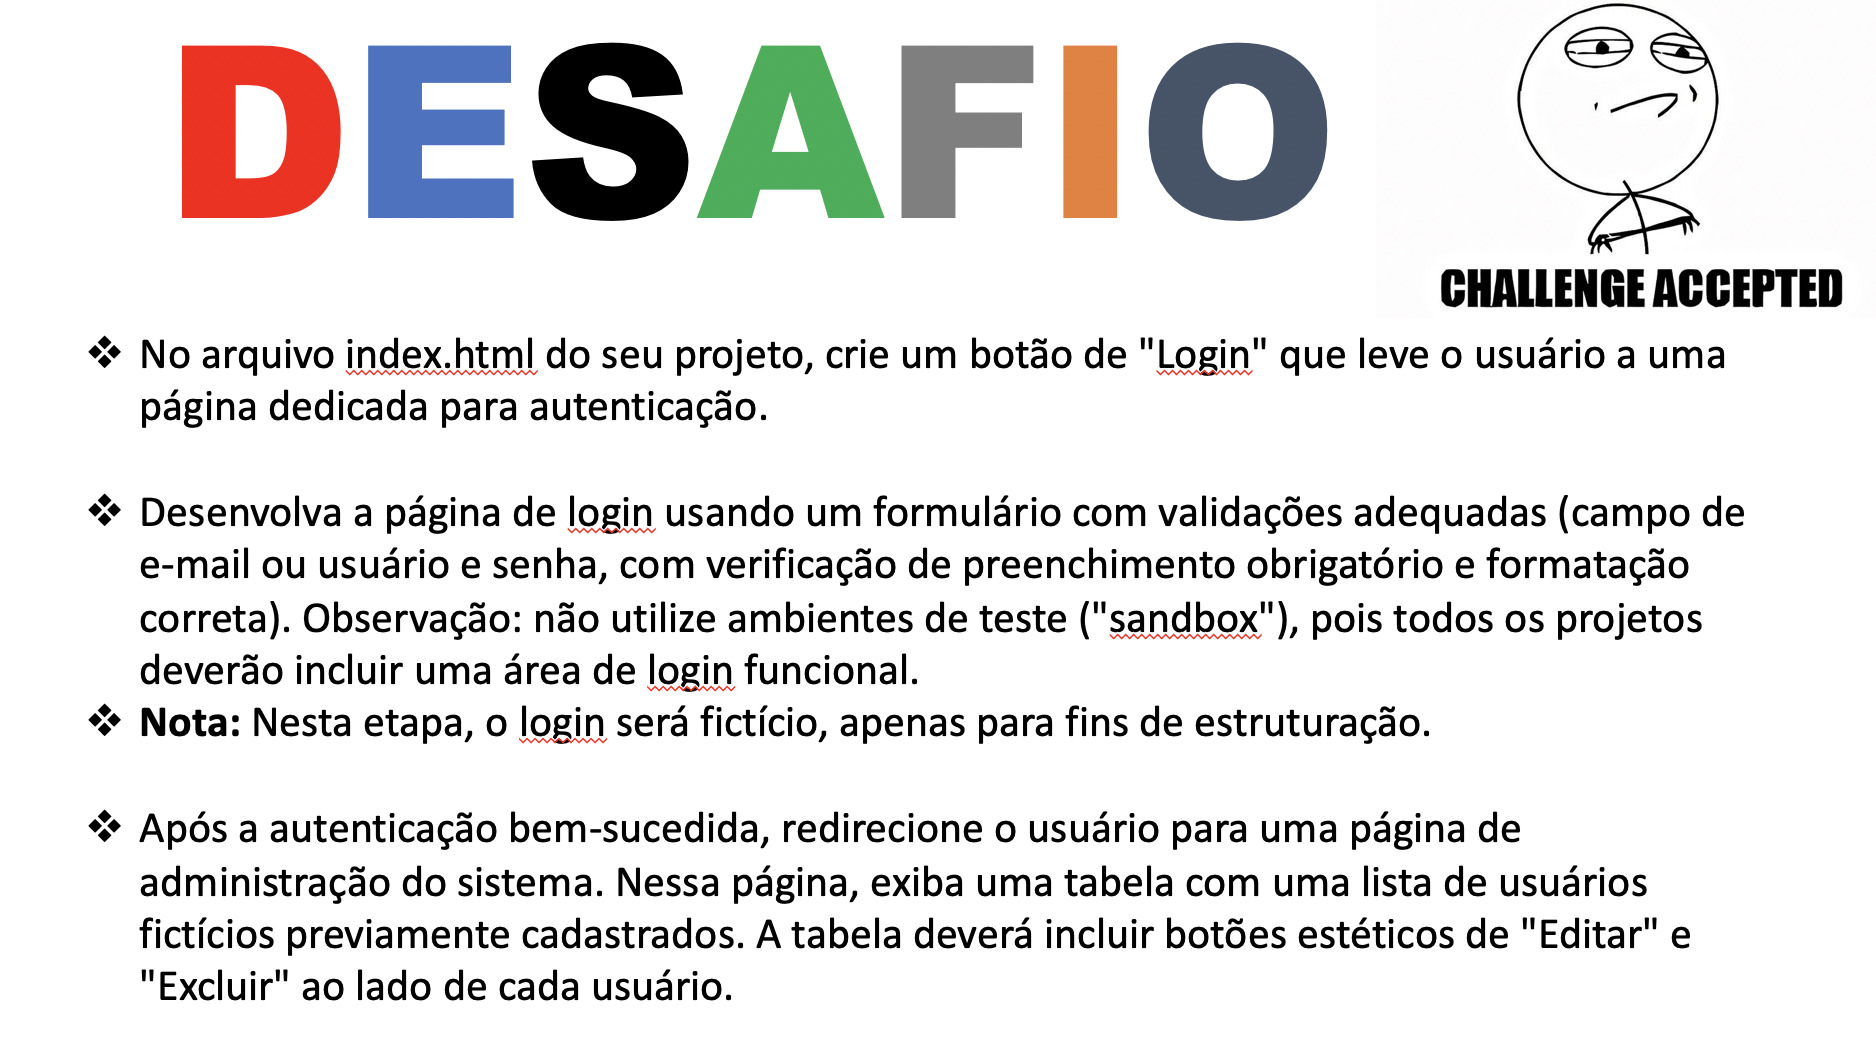 DESAFIO
CHALLENGE ACCEPTED
❖ No arquivo index.html do seu projeto, crie um botão de "Login" que leve o usuário a uma
página dedicada para autenticação.
❖ Desenvolva a página de login usando um formulário com validações adequadas (campo de
e-mail ou usuário e senha, com verificação de preenchimento obrigatório e formatação
correta). Observação: não utilize ambientes de teste ("sandbox"), pois todos os projetos
deverão incluir uma área de login funcional.
❖ Nota: Nesta etapa, o login será fictício, apenas para fins de estruturação.
❖ Após a autenticação bem-sucedida, redirecione o usuário para uma página de
administração do sistema. Nessa página, exiba uma tabela com uma lista de usuários
fictícios previamente cadastrados. A tabela deverá incluir botões estéticos de "Editar" e
"Excluir" ao lado de cada usuário.